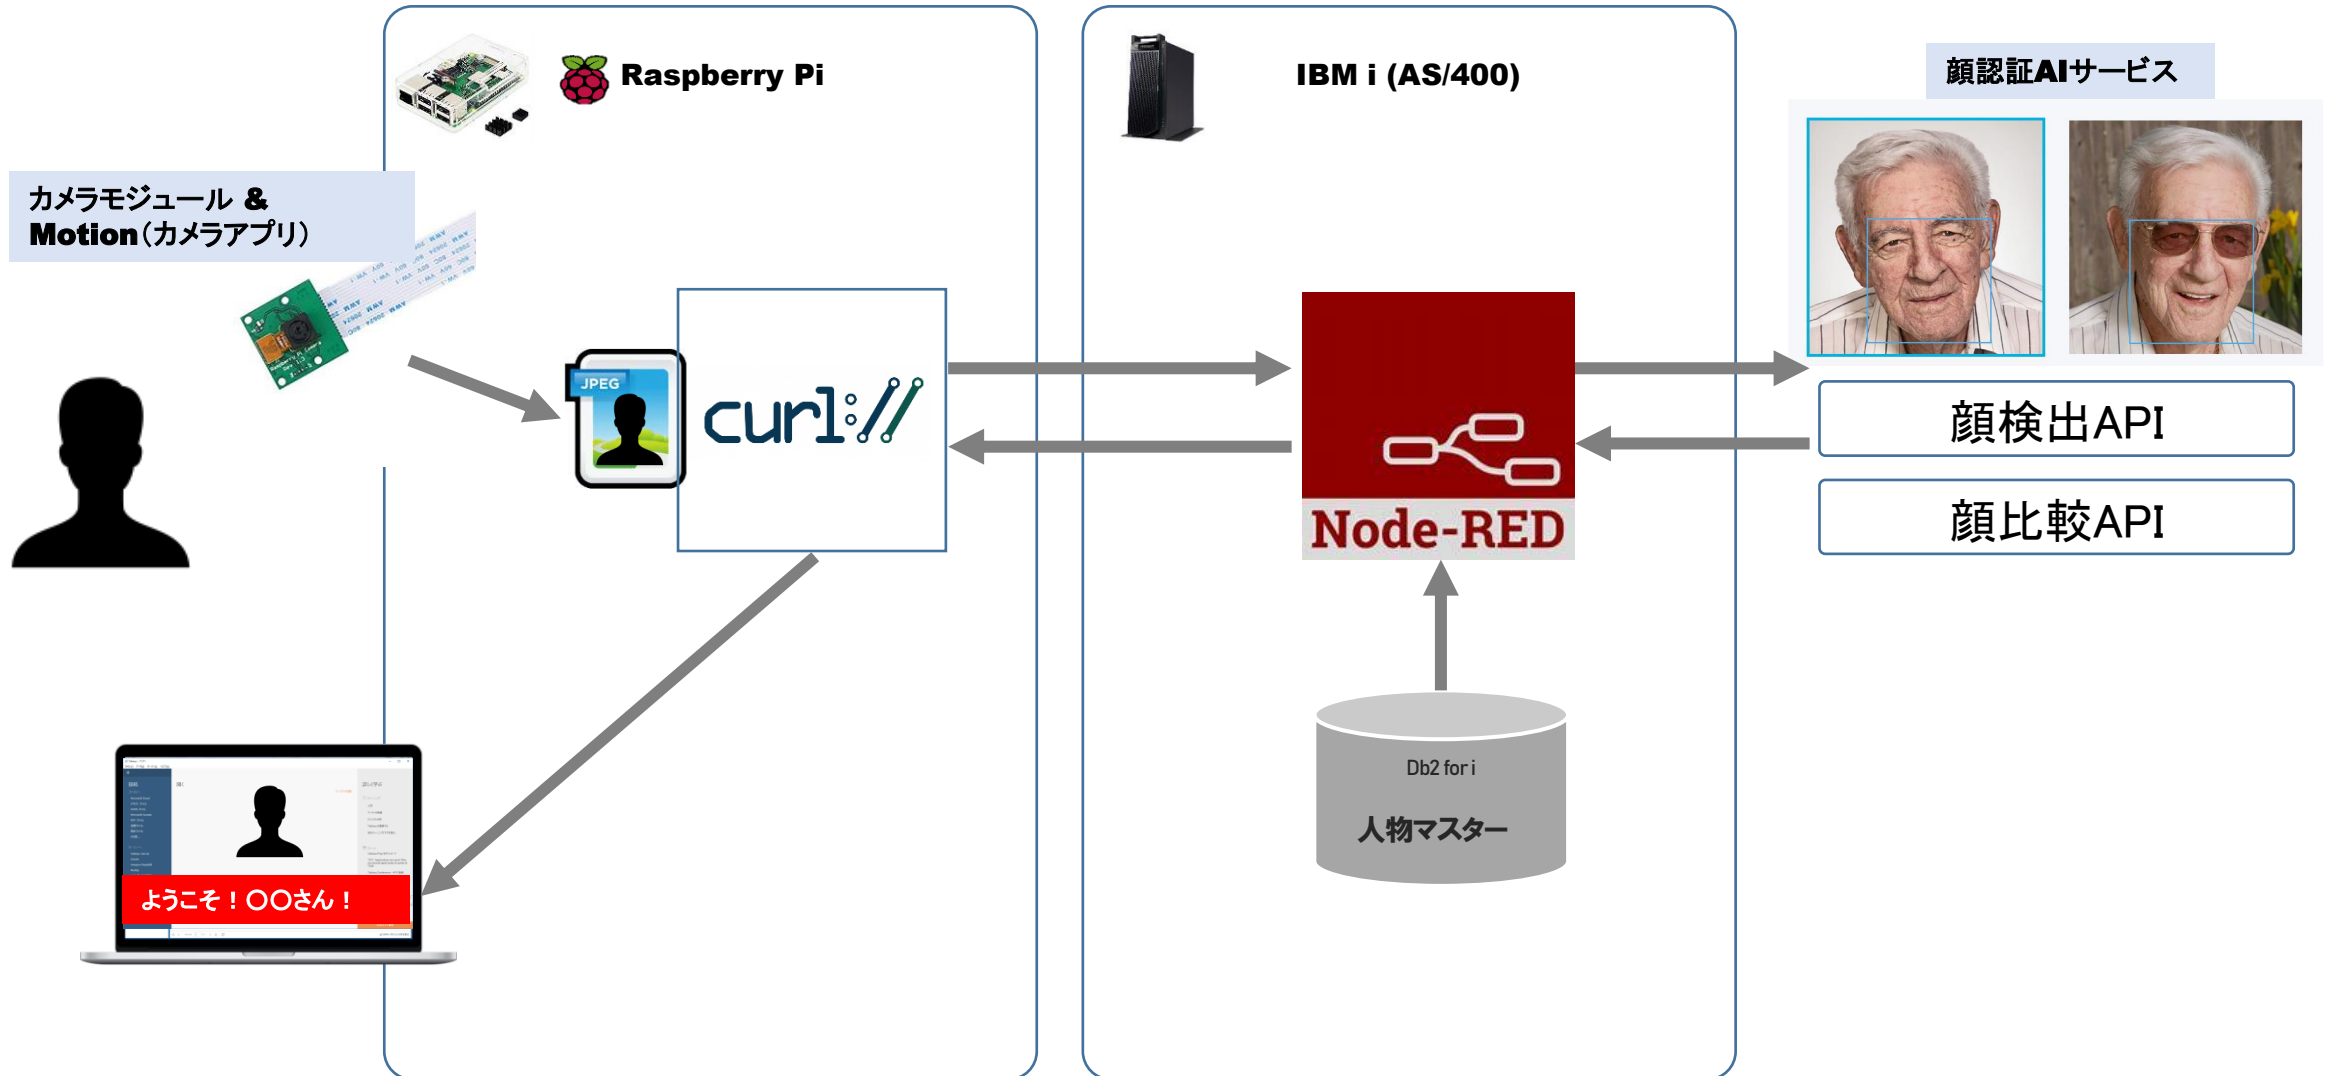 Raspberry Pi
IBM i (AS/400)
顔認証AIサービス
カメラモジュール &
Motion(カメラアプリ)
JPEG
curl://
Node-RED
顔検出API
顔比較API
Db2 for i
人物マスター
ようこそ！〇〇さん！